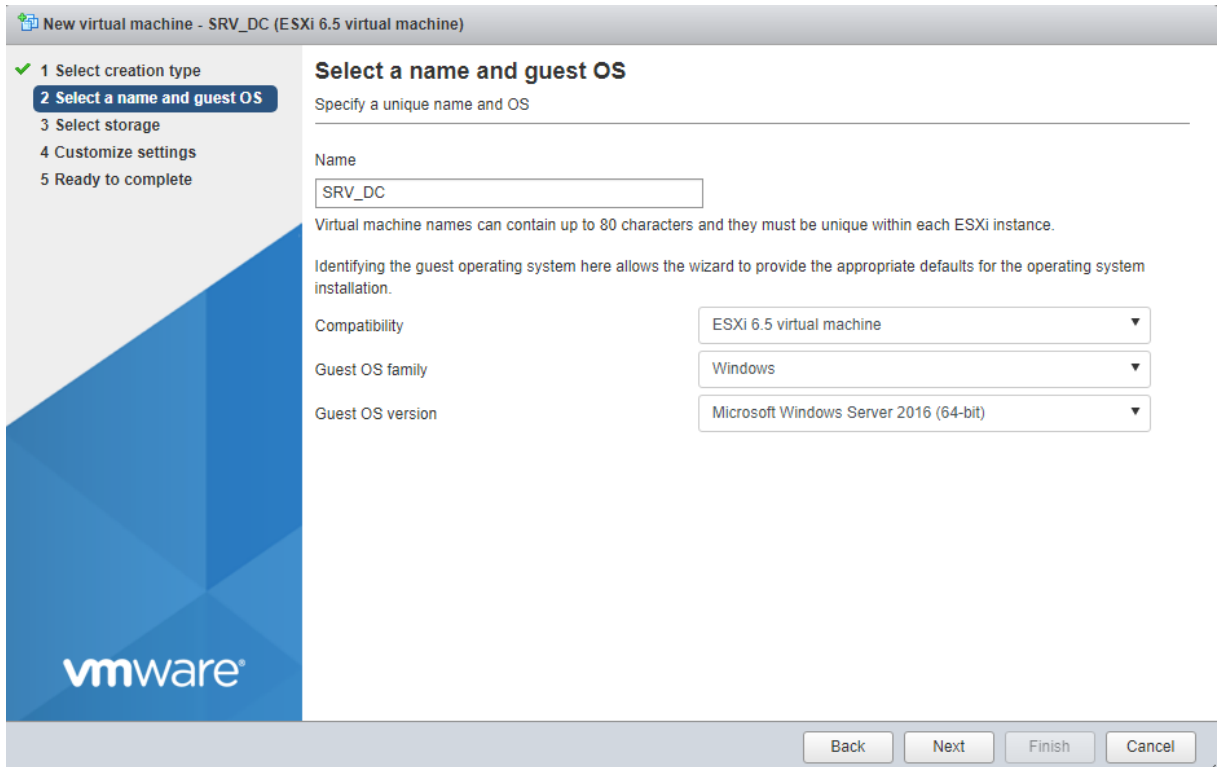 New virtual machine - SRV_DC (ESXi 6.5 virtual machine)
1 Select creation type
2 Select a name and guest OS
3 Select storage
4 Customize settings
5 Ready to complete
Select a name and guest OS
Specify a unique name and OS
Name
SRV_DC
Virtual machine names can contain up to 80 characters and they must be unique within each ESXi instance.
Identifying the guest operating system here allows the wizard to provide the appropriate defaults for the operating system
installation.
Compatibility
ESXi 6.5 virtual machine
Guest OS family
Windows
Guest OS version
Microsoft Windows Server 2016 (64-bit)
vmware®
Back Next Finish Cancel